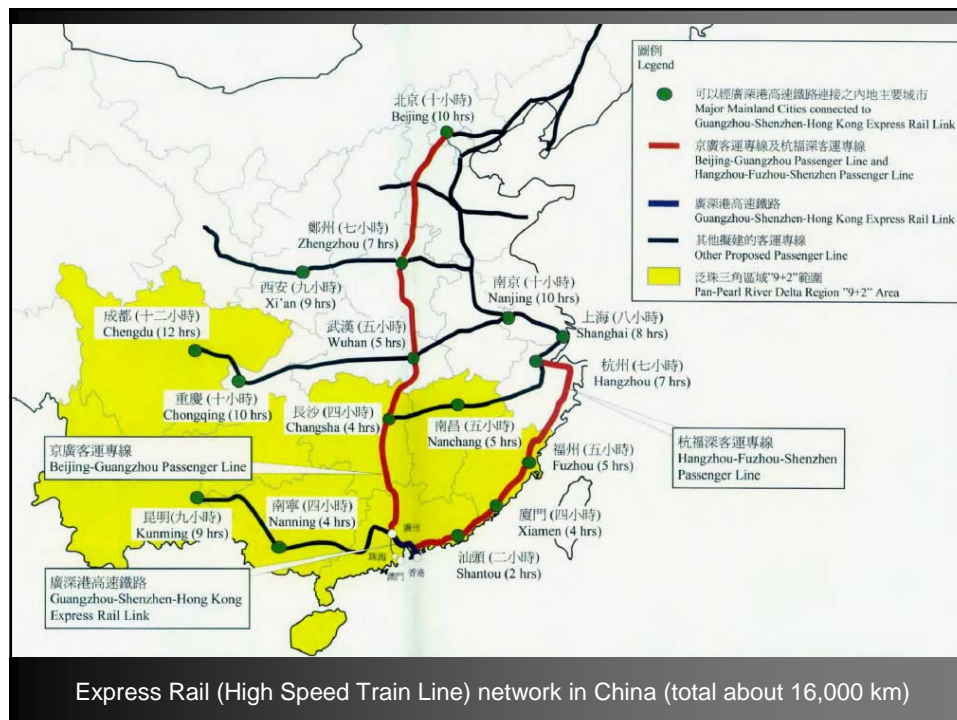 圖例
Legend
可以經廣深港高速鐵路連接之內地主要城市
Major Mainland Cities connected to
Guangzhou-Shenzhen-Hong Kong Express Rail Link
京廣客運專線及杭福深客運專線
Beijing-Guangzhou Passenger Line and
Hangzhou-Fuzhou-Shenzhen Passenger Line
廣深港高速鐵路
Guangzhou-Shenzhen-Hong Kong Express Rail Link
其他擬建的客運專線
Other Proposed Passenger Line
泛珠三角區域"9+2"範圍
Pan-Pearl River Delta Region "9+2" Area
北京 (十小時)
Beijing (10 hrs)
鄭州 (七小時)
Zhengzhou (7 hrs)
西安 (九小時)
Xi'an (9 hrs)
南京 (十小時)
Nanjing (10 hrs)
成都 (十二小時)
Chengdu (12 hrs)
武漢 (五小時)
Wuhan (5 hrs)
上海 (八小時)
Shanghai (8 hrs)
杭州 (七小時)
Hangzhou (7 hrs)
重慶 (十小時)
Chongqing (10 hrs)
長沙 (四小時)
Changsha (4 hrs)
南昌 (五小時)
Nanchang (5 hrs)
杭福深客運專線
Hangzhou-Fuzhou-Shenzhen
Passenger Line
京廣客運專線
Beijing-Guangzhou Passenger Line
福州 (五小時)
Fuzhou (5 hrs)
昆明(九小時)
Kunming (9 hrs)
南寧 (四小時)
Nanning (4 hrs)
廈門 (四小時)
Xiamen (4 hrs)
廣州
珠海
澳門
香港
汕頭 (二小時)
Shantou (2 hrs)
廣深港高速鐵路
Guangzhou-Shenzhen-Hong Kong
Express Rail Link
Express Rail (High Speed Train Line) network in China (total about 16,000 km)